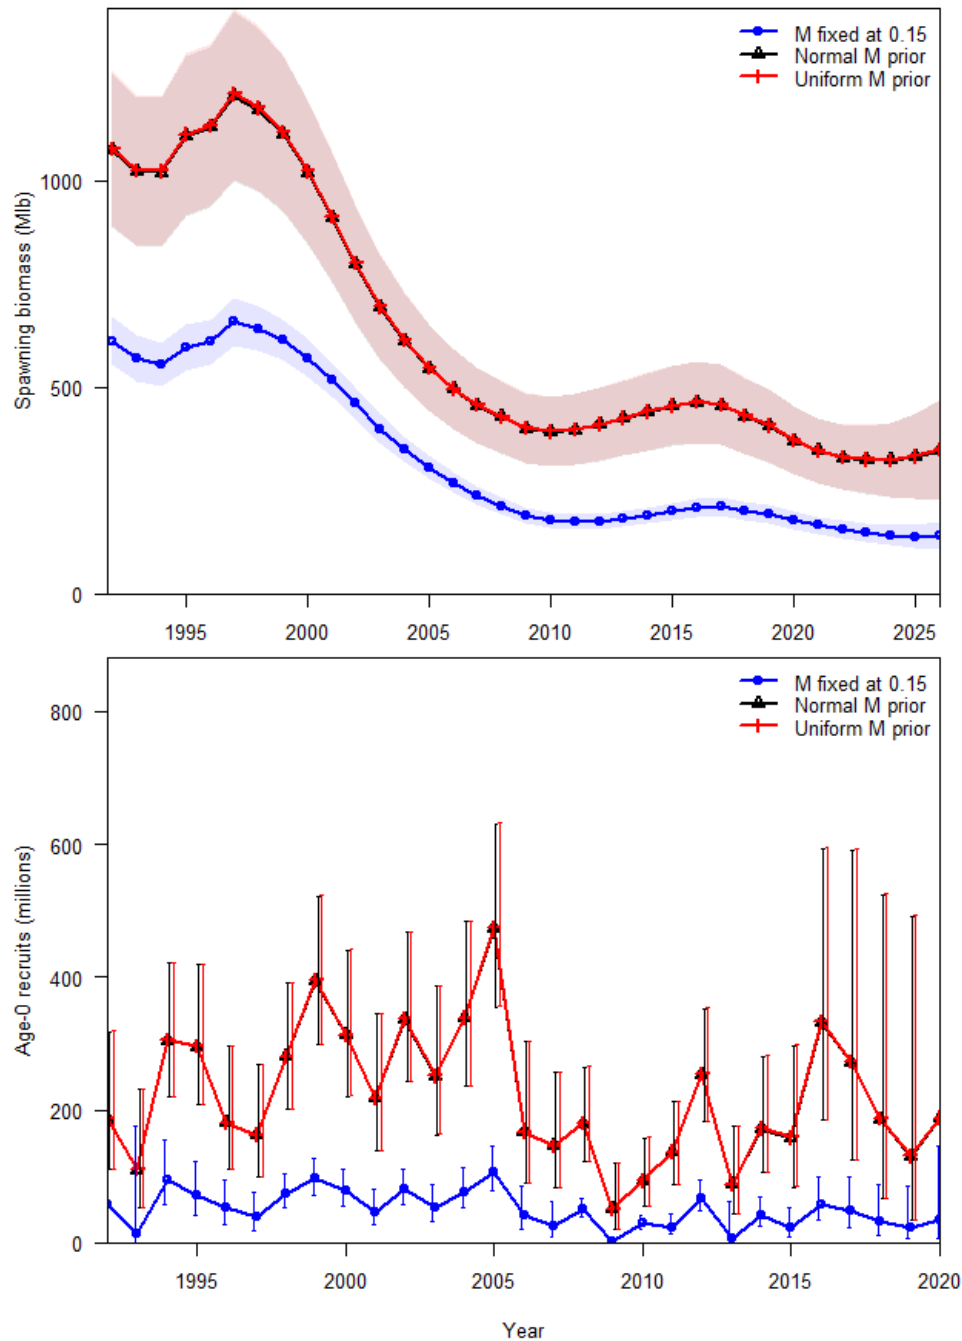 M fixed at 0.15
Normal M prior
Uniform M prior
Spawning biomass (Mlb)
1000
500
0
1995 2000 2005 2010 2015 2020 2025
M fixed at 0.15
Normal M prior
Uniform M prior
Age-0 recruits (millions)
800
600
400
200
0
1995 2000 2005 2010 2015 2020
Year